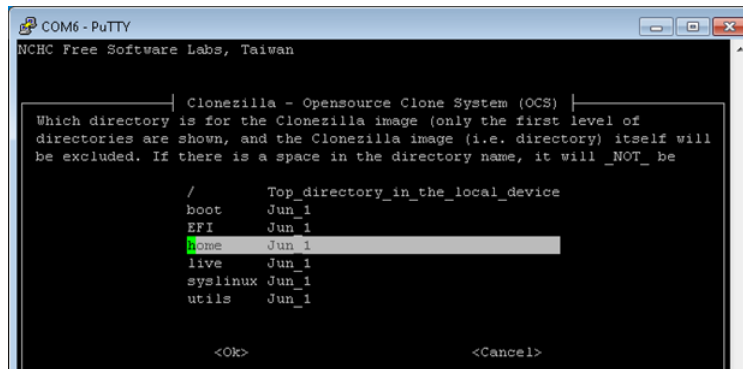 COM6 - PuTTY
NCHC Free Software Labs, Taiwan
Clonezilla - Opensource Clone System (OCS)
Which directory is for the Clonezilla image (only the first level of
directories are shown, and the Clonezilla image (i.e. directory) itself will
be excluded. If there is a space in the directory name, it will _NOT_ be
/ Top_directory_in_the_local_device
boot Jun_1
EFI Jun_1
home Jun_1
live Jun_1
syslinux Jun_1
utils Jun_1
<Ok> <Cancel>